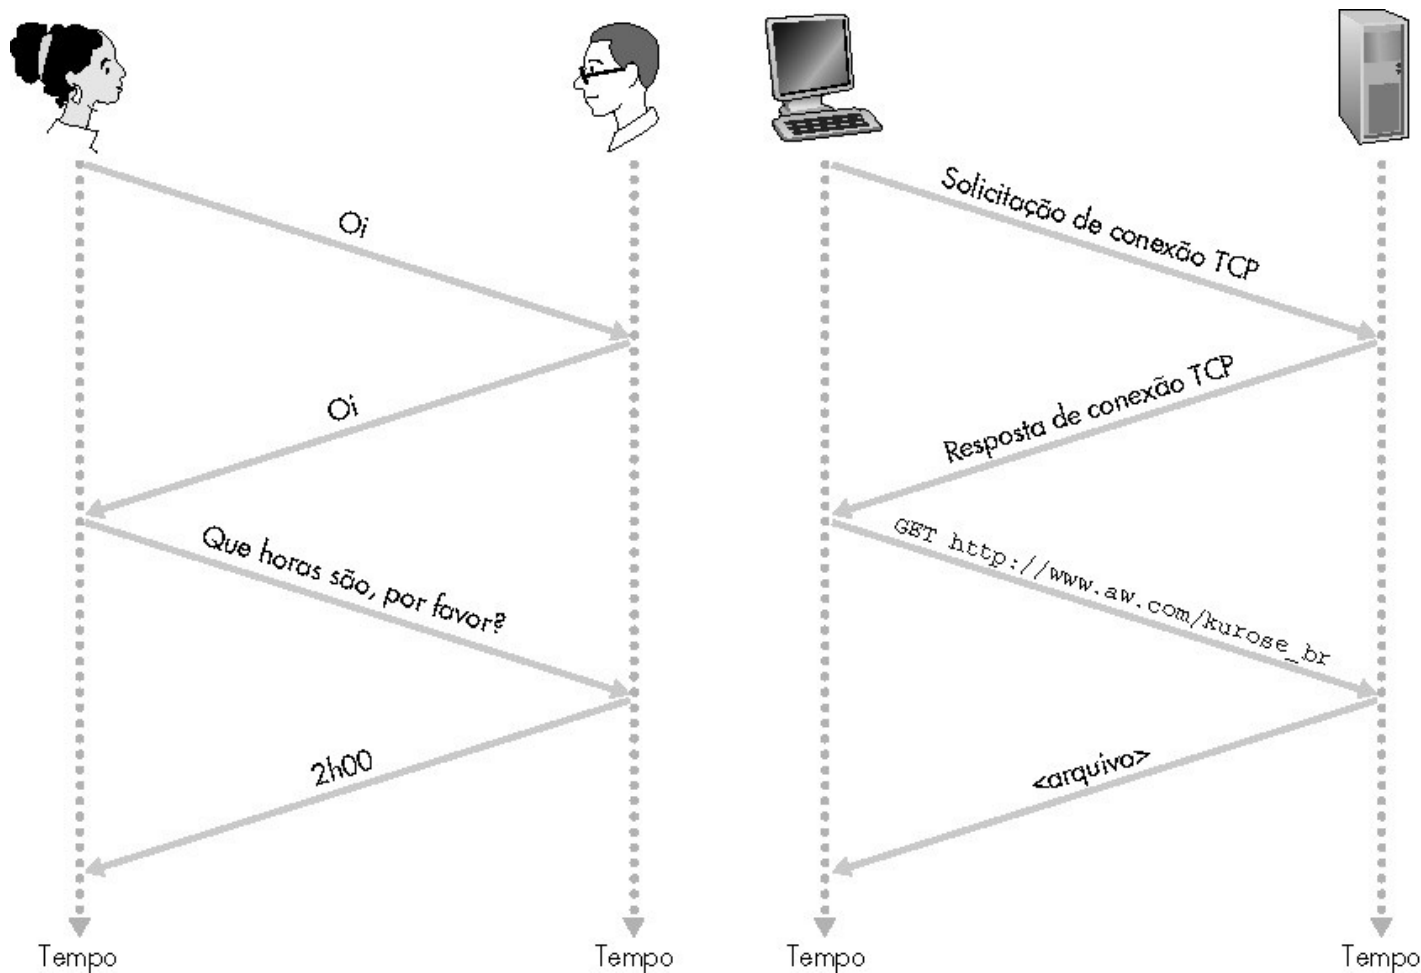 Oi
Oi
Que horas são, por favor?
2h00
Tempo
Tempo
Solicitação de conexão TCP
Resposta de conexão TCP
GET http://www.aw.com/kurose_br
<arquivo>
Tempo
Tempo